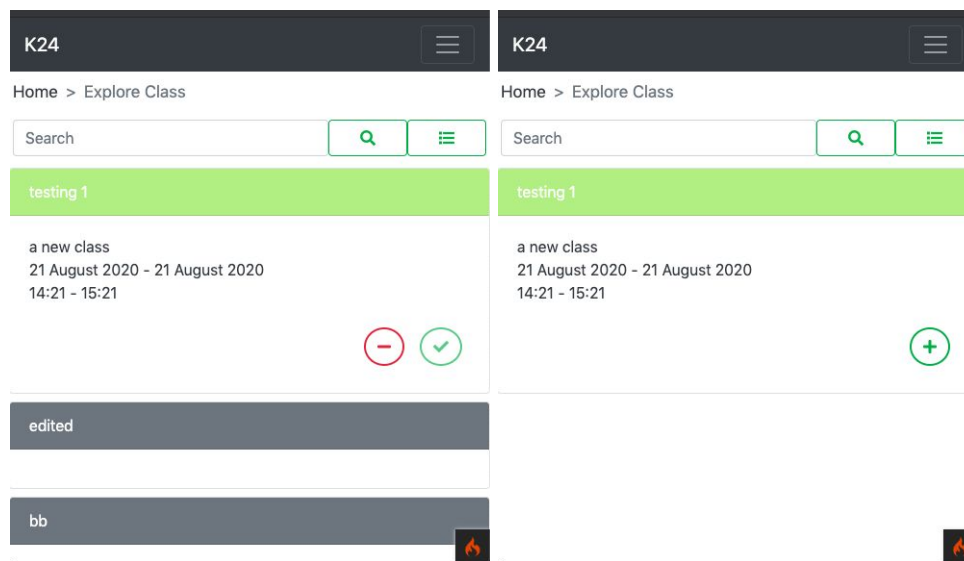 K24
Home > Explore Class
Search
testing 1
a new class
21 August 2020 - 21 August 2020
14:21 - 15:21
edited
bb
K24
Home > Explore Class
Search
testing 1
a new class
21 August 2020 - 21 August 2020
14:21 - 15:21